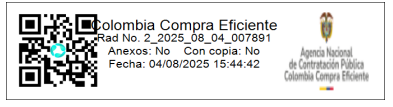 Colombia Compra Eficiente
Rad No. 2_2025_08_04_007891
Anexos: No Con copia: No
Fecha: 04/08/2025 15:44:42
Agencia Nacional
de Contratación Pública
Colombia Compra Eficiente